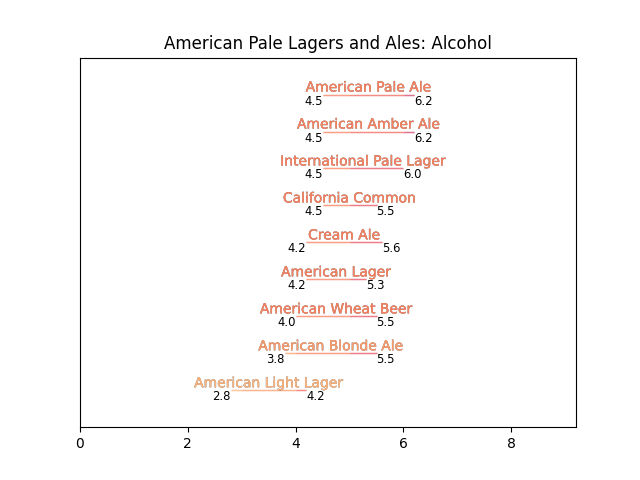 American Pale Lagers and Ales: Alcohol
American Pale Ale
4.5 6.2
American Amber Ale
4.5 6.2
International Pale Lager
4.5 6.0
California Common
4.5 5.5
Cream Ale
4.2 5.6
American Lager
4.2 5.3
American Wheat Beer
4.0 5.5
American Blonde Ale
3.8 5.5
American Light Lager
2.8 4.2
0 2 4 6 8